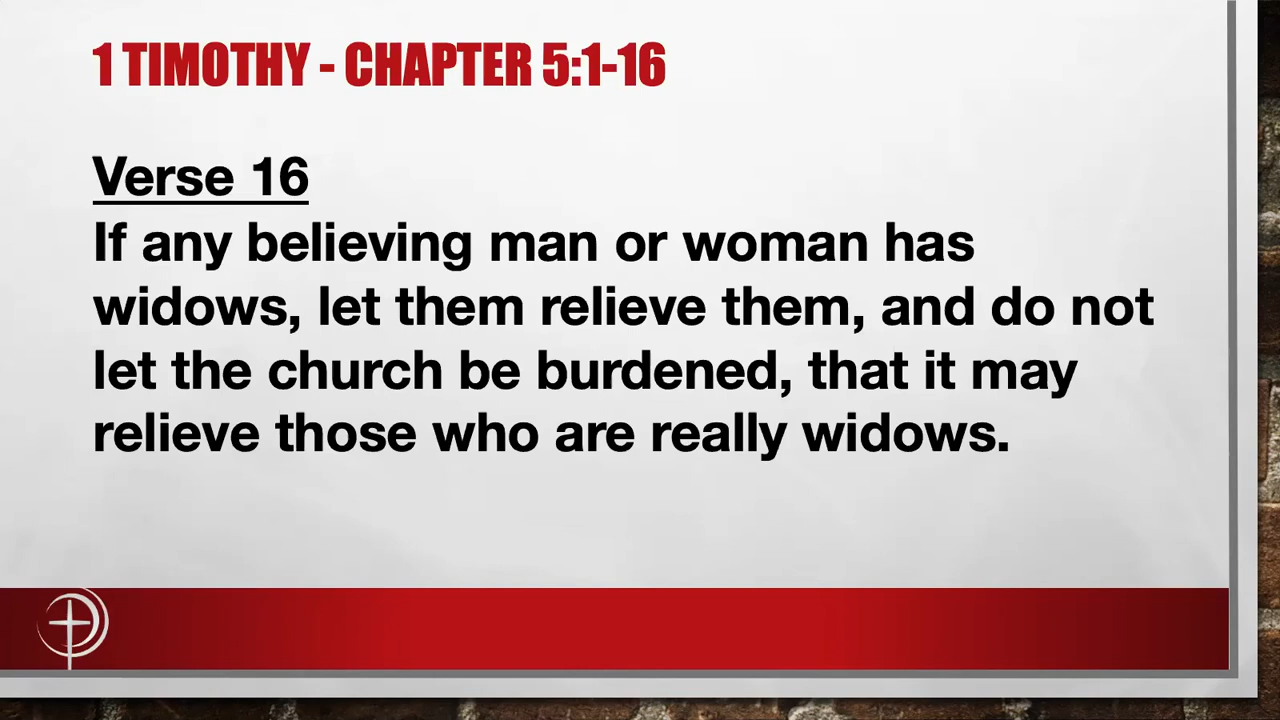 1 TIMOTHY - CHAPTER 5:1-16
Verse 16
If any believing man or woman has
widows, let them relieve them, and do not
let the church be burdened, that it may
relieve those who are really widows.